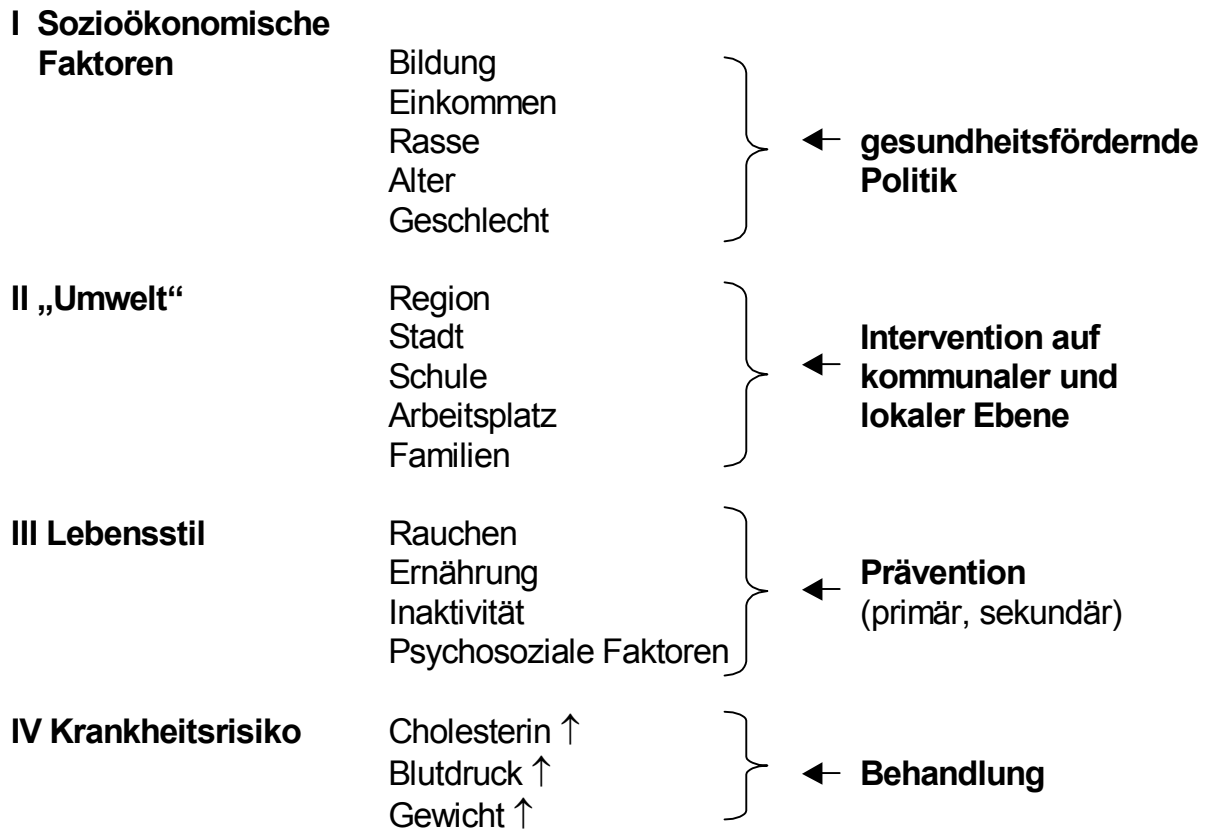 I Sozioökonomische
Faktoren
Bildung
Einkommen
Rasse
Alter
Geschlecht
← gesundheitsfördernde
Politik
II „Umwelt“
Region
Stadt
Schule
Arbeitsplatz
Familien
← Intervention auf
kommunaler und
lokaler Ebene
III Lebensstil
Rauchen
Ernährung
Inaktivität
Psychosoziale Faktoren
← Prävention
(primär, sekundär)
IV Krankheitsrisiko
Cholesterin ↑
Blutdruck ↑
Gewicht ↑
← Behandlung